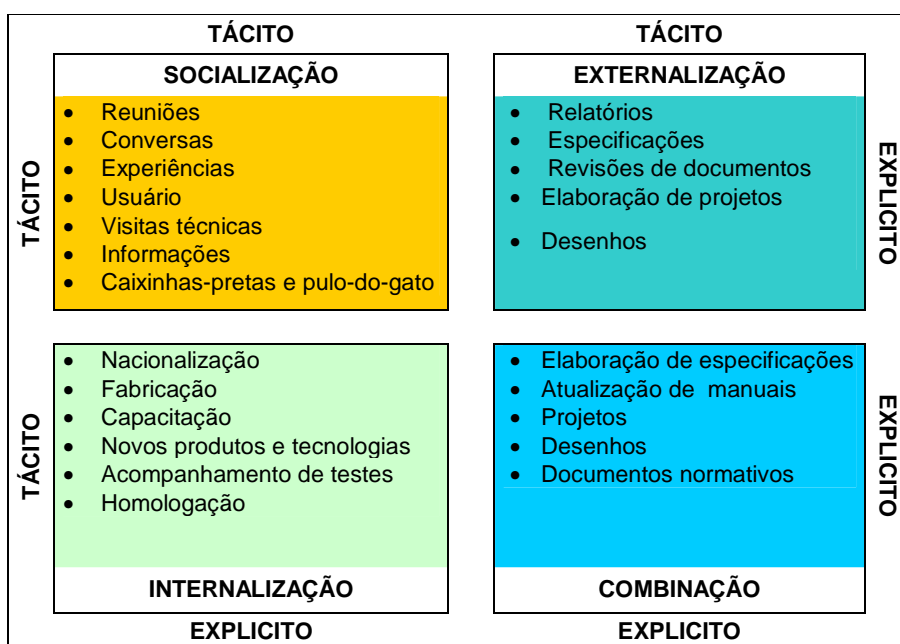 TÁCITO
SOCIALIZAÇÃO
TÁCITO
• Reuniões
• Conversas
• Experiências
• Usuário
• Visitas técnicas
• Informações
• Caixinhas-pretas e pulo-do-gato
TÁCITO
EXTERNALIZAÇÃO
• Relatórios
• Especificações
• Revisões de documentos
• Elaboração de projetos
• Desenhos
EXPLICITO
TÁCITO
• Nacionalização
• Fabricação
• Capacitação
• Novos produtos e tecnologias
• Acompanhamento de testes
• Homologação
INTERNALIZAÇÃO
EXPLICITO
• Elaboração de especificações
• Atualização de manuais
• Projetos
• Desenhos
• Documentos normativos
EXPLICITO
COMBINAÇÃO
EXPLICITO